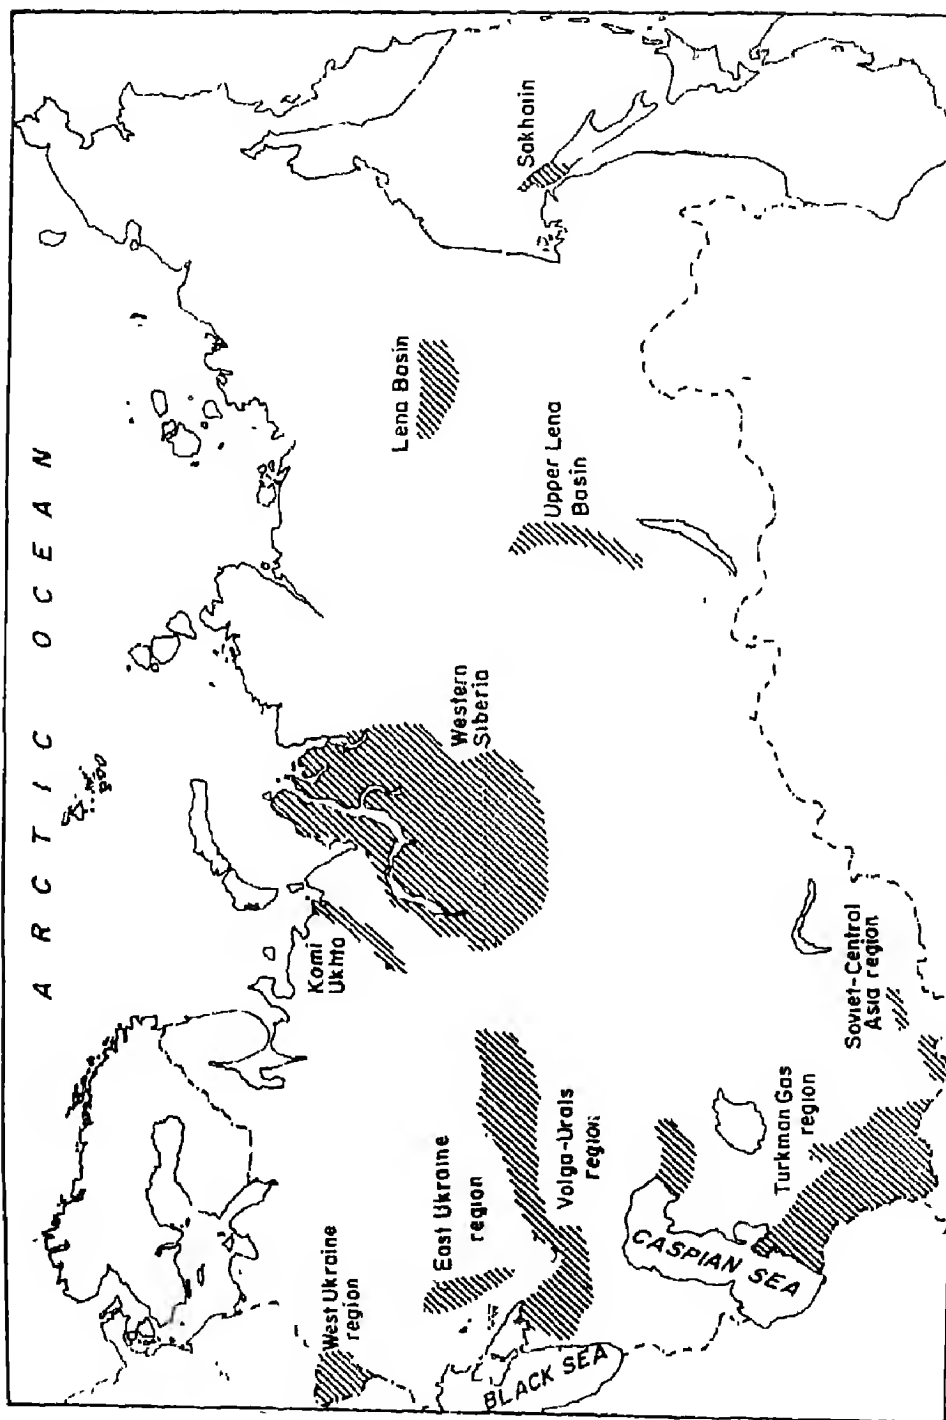 ARCTIC OCEAN
Sakhalin
Lena Basin
Upper Lena
Basin
Western
Siberia
Komi
Ukhta
Soviet-Central
Asia region
Turkman Gas
region
Volga-Urals
region
East Ukraine
region
West Ukraine
region
CASPIAN SEA
BLACK SEA